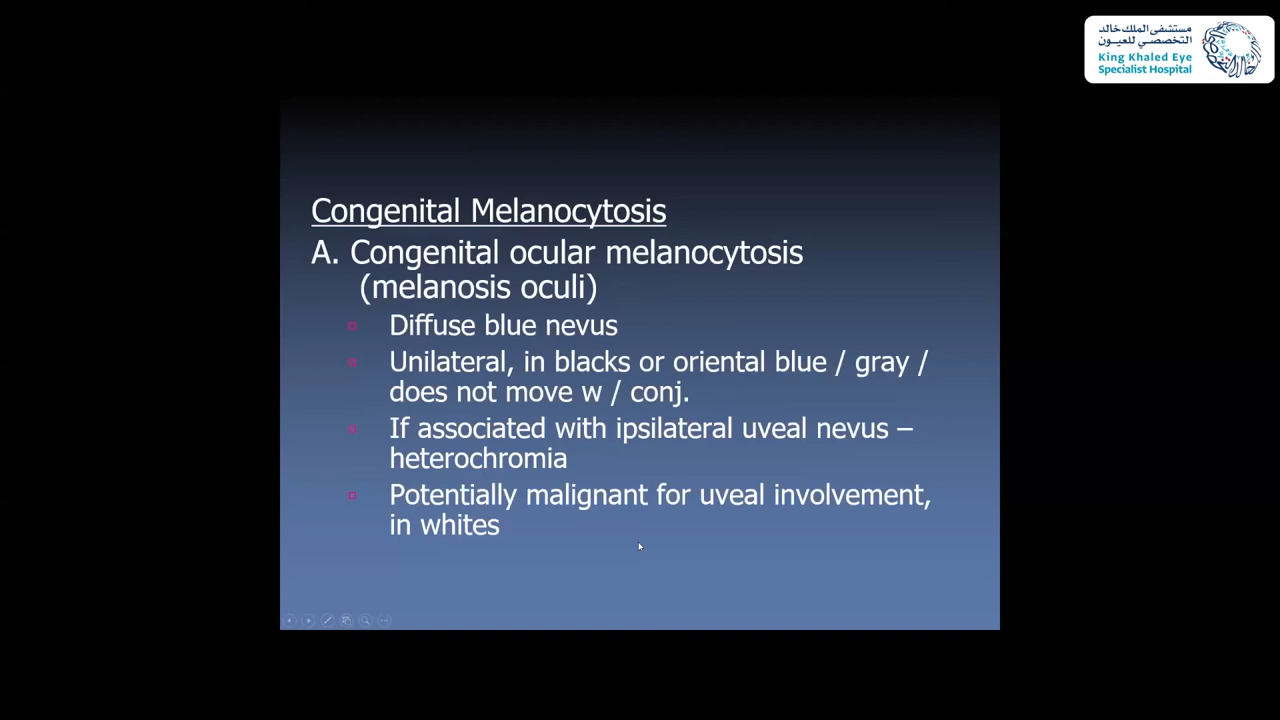 مستشفى الملك خالد
التخصصي للعيون
King Khaled Eye
Specialist Hospital
Congenital Melanocytosis
A. Congenital ocular melanocytosis
(melanosis oculi)
Diffuse blue nevus
Unilateral, in blacks or oriental blue / gray /
does not move w / conj.
If associated with ipsilateral uveal nevus –
heterochromia
Potentially malignant for uveal involvement,
in whites